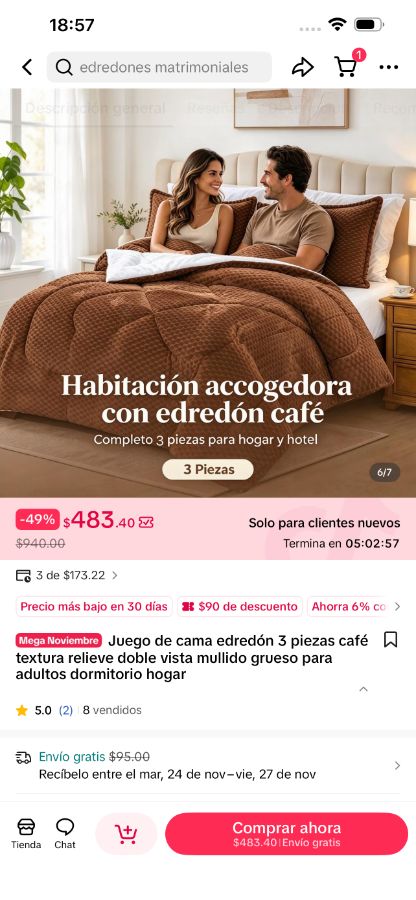 18:57
edredones matrimoniales
1
Descripción general Reseñas Descripción Recom
Habitación accogedora
con edredón café
Completo 3 piezas para hogar y hotel
3 Piezas
6/7
-49% $483.40
Solo para clientes nuevos
$940.00
Termina en 05:02:57
3 de $173.22
Precio más bajo en 30 días
$90 de descuento
Ahorra 6% co
Mega Noviembre Juego de cama edredón 3 piezas café
textura relieve doble vista mullido grueso para
adultos dormitorio hogar
5.0 (2) 8 vendidos
Envío gratis $95.00
Recíbelo entre el mar, 24 de nov–vie, 27 de nov
Tienda
Chat
Comprar ahora
$483.40 | Envío gratis